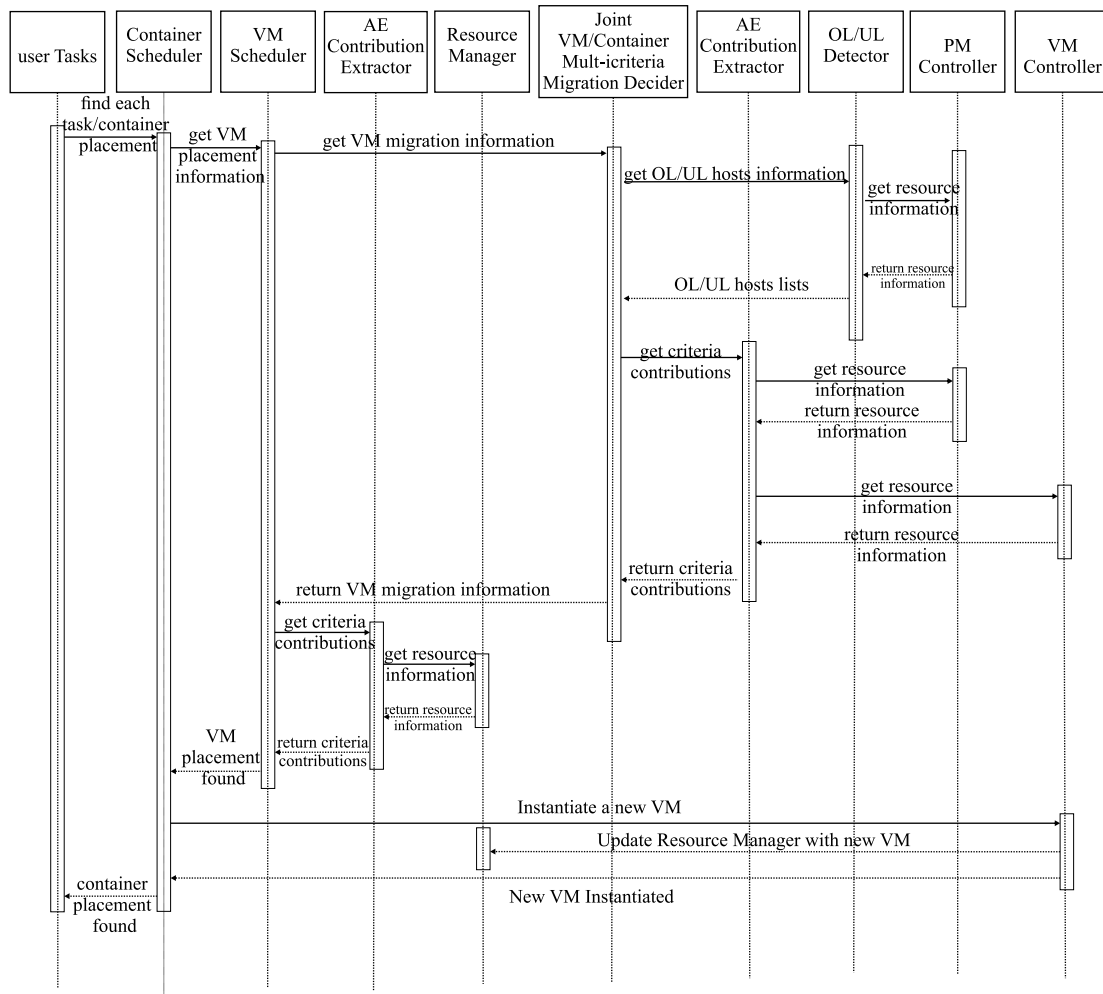 user Tasks
Container
Scheduler
VM
Scheduler
AE
Contribution
Extractor
Resource
Manager
Joint
VM/Container
Mult-icriteria
Migration Decider
AE
Contribution
Extractor
OL/UL
Detector
PM
Controller
VM
Controller
find each
task/container
placement
get VM
placement
information
get VM migration information
get OL/UL hosts information
get resource
information
return resource
information
OL/UL hosts lists
get criteria
contributions
get resource
information
return resource
information
get resource
information
return resource
information
return criteria
contributions
return VM migration information
get criteria
contributions
get resource
information
return resource
information
return criteria
contributions
VM
placement
found
Instantiate a new VM
Update Resource Manager with new VM
New VM Instantiated
container
placement
found